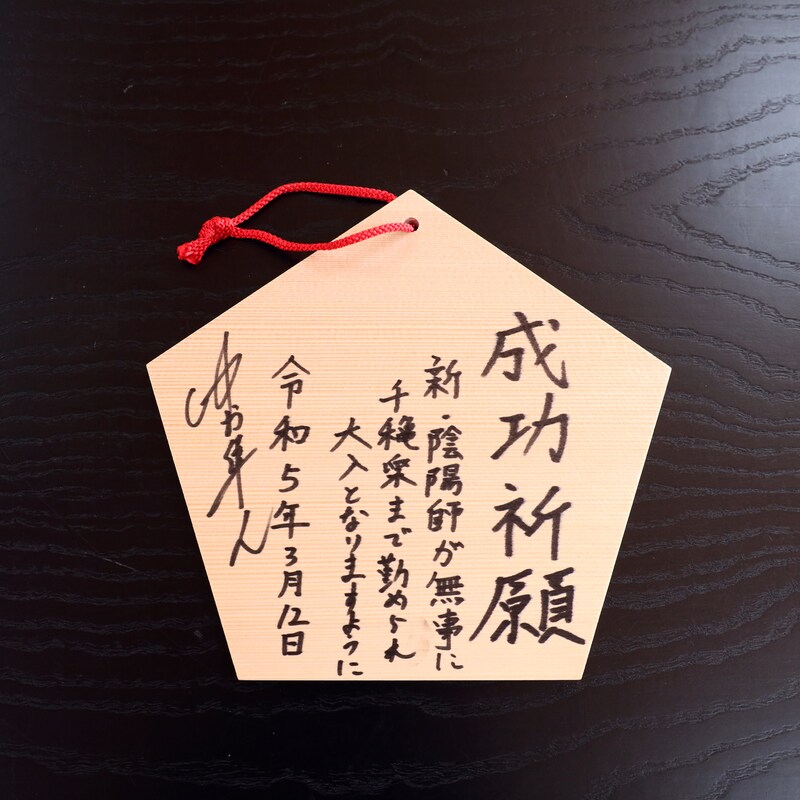 成功祈願
新・陰陽師が無事に
千穐楽まで勤められ
大入となりますように
令和5年3月12日